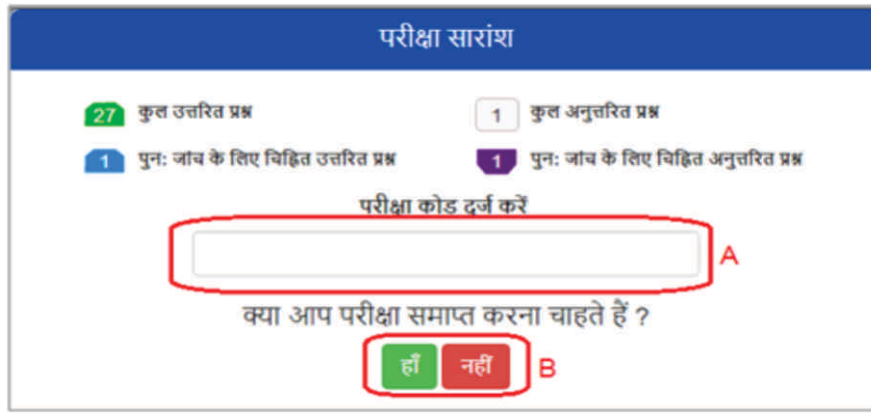 परीक्षा सारांश
27 कुल उत्तरित प्रश्न 1 कुल अनुत्तरित प्रश्न
1 पुन: जांच के लिए चिह्नित उत्तरित प्रश्न 1 पुन: जांच के लिए चिह्नित अनुत्तरित प्रश्न
परीक्षा कोड दर्ज करें
A
क्या आप परीक्षा समाप्त करना चाहते हैं ?
हाँ नहीं B